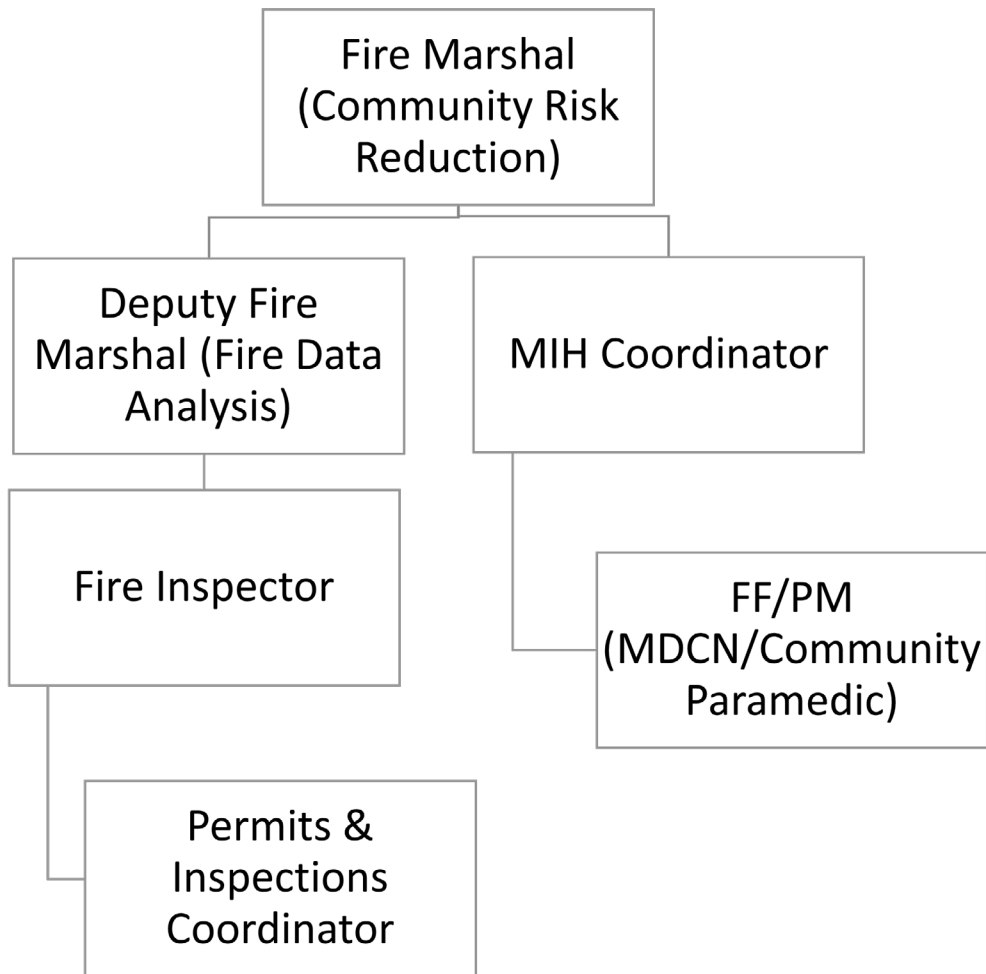 Fire Marshal
(Community Risk
Reduction)
Deputy Fire
Marshal (Fire Data
Analysis)
MIH Coordinator
Fire Inspector
FF/PM
(MDCN/Community
Paramedic)
Permits &
Inspections
Coordinator